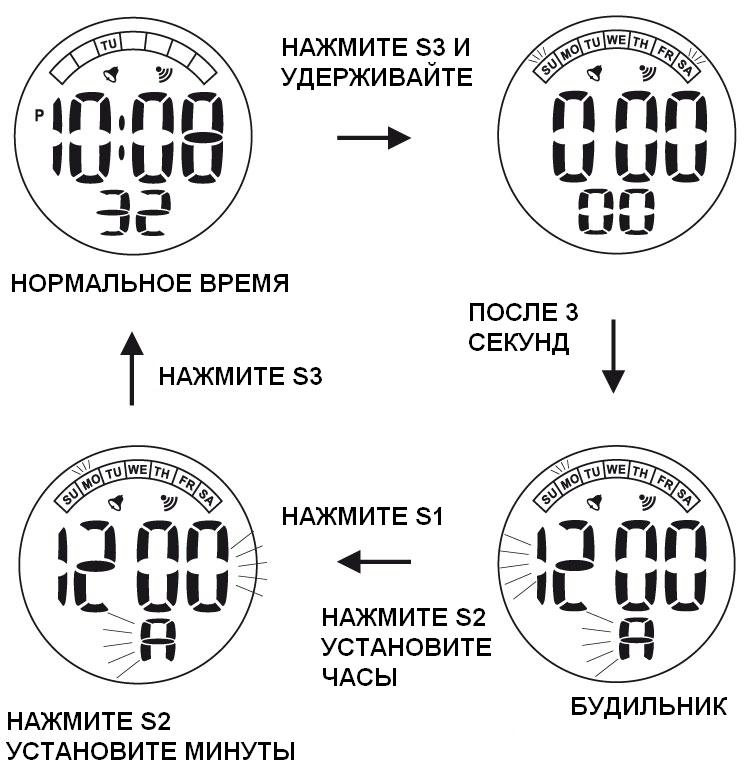 TU
P 10:08
32
НОРМАЛЬНОЕ ВРЕМЯ
НАЖМИТЕ S3 И
УДЕРЖИВАЙТЕ
SU MO TU WE TH FR SA
0 00
00
ПОСЛЕ 3
СЕКУНД
SU MO TU WE TH FR SA
12 00
A
БУДИЛЬНИК
НАЖМИТЕ S1
НАЖМИТЕ S2
УСТАНОВИТЕ
ЧАСЫ
SU MO TU WE TH FR SA
12 00
A
НАЖМИТЕ S2
УСТАНОВИТЕ МИНУТЫ
НАЖМИТЕ S3